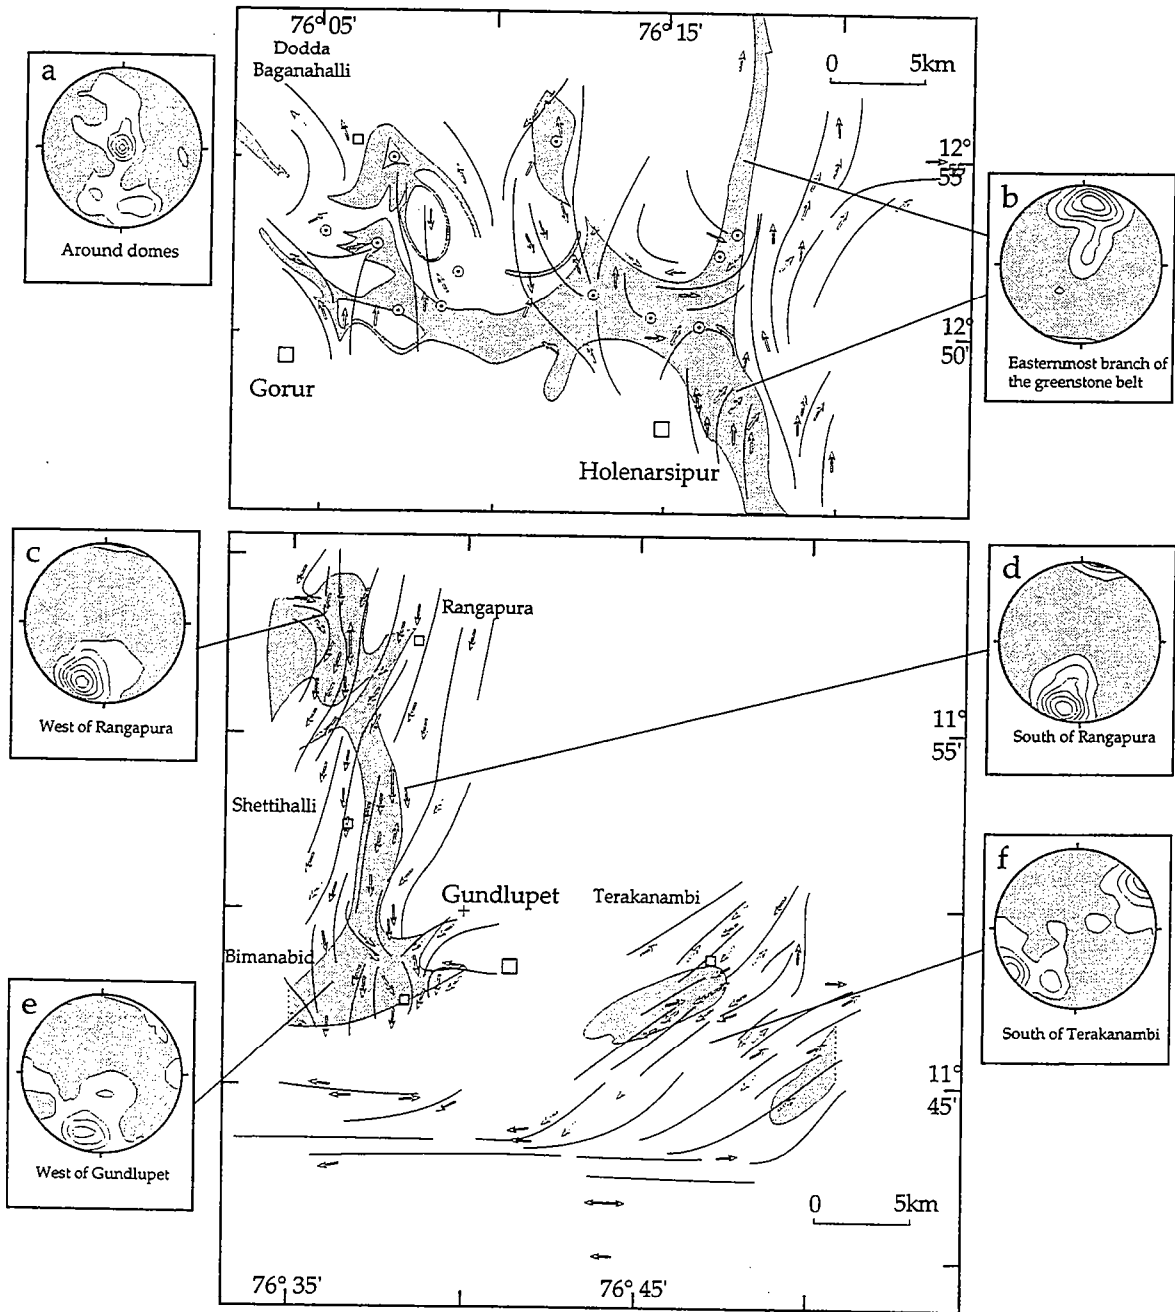 76° 05'
76° 15'
Dodda
Baganahalli
0 5km
a
Around domes
12°
55'
b
Easternmost branch of
the greenstone belt
12°
50'
Gorur
Holenarsipur
c
West of Rangapura
Rangapura
d
South of Rangapura
11°
55'
Shettihalli
Gundlupet
Terakanambi
Bimanabid
e
West of Gundlupet
f
South of Terakanambi
11°
45'
0 5km
76° 35'
76° 45'